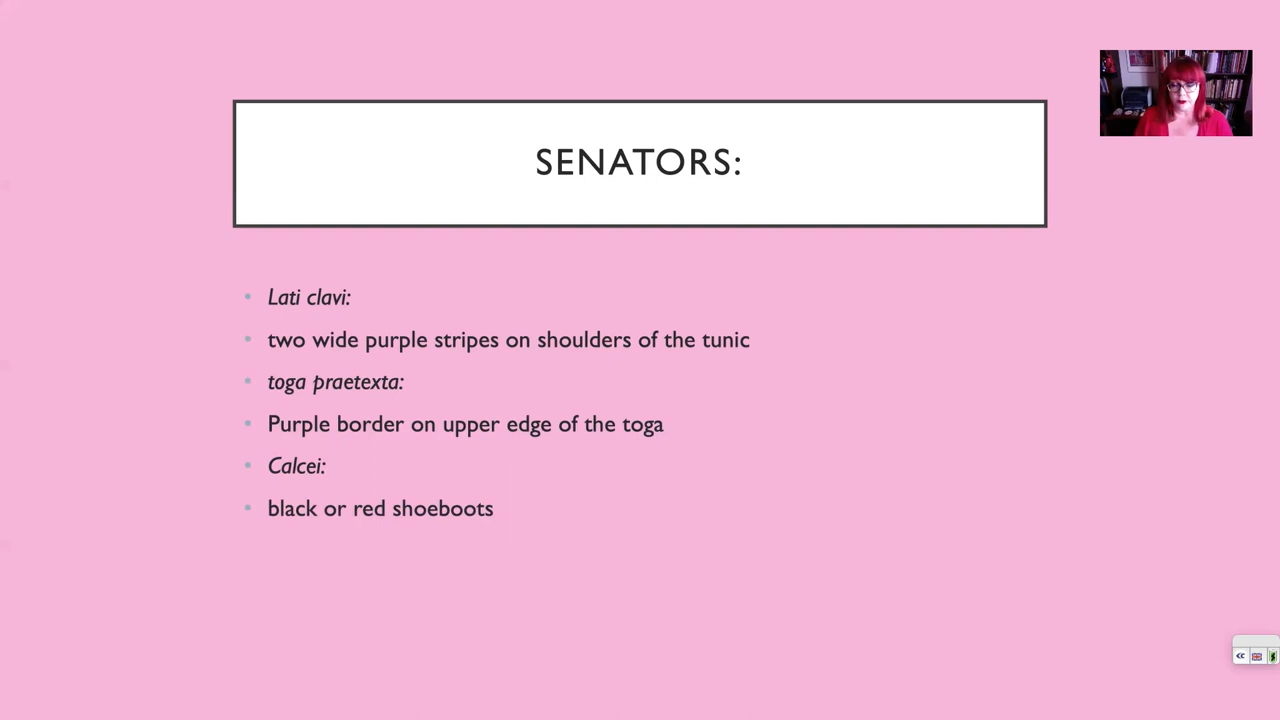 SENATORS:
Lati clavi:
two wide purple stripes on shoulders of the tunic
toga praetexta:
Purple border on upper edge of the toga
Calcei:
black or red shoeboots